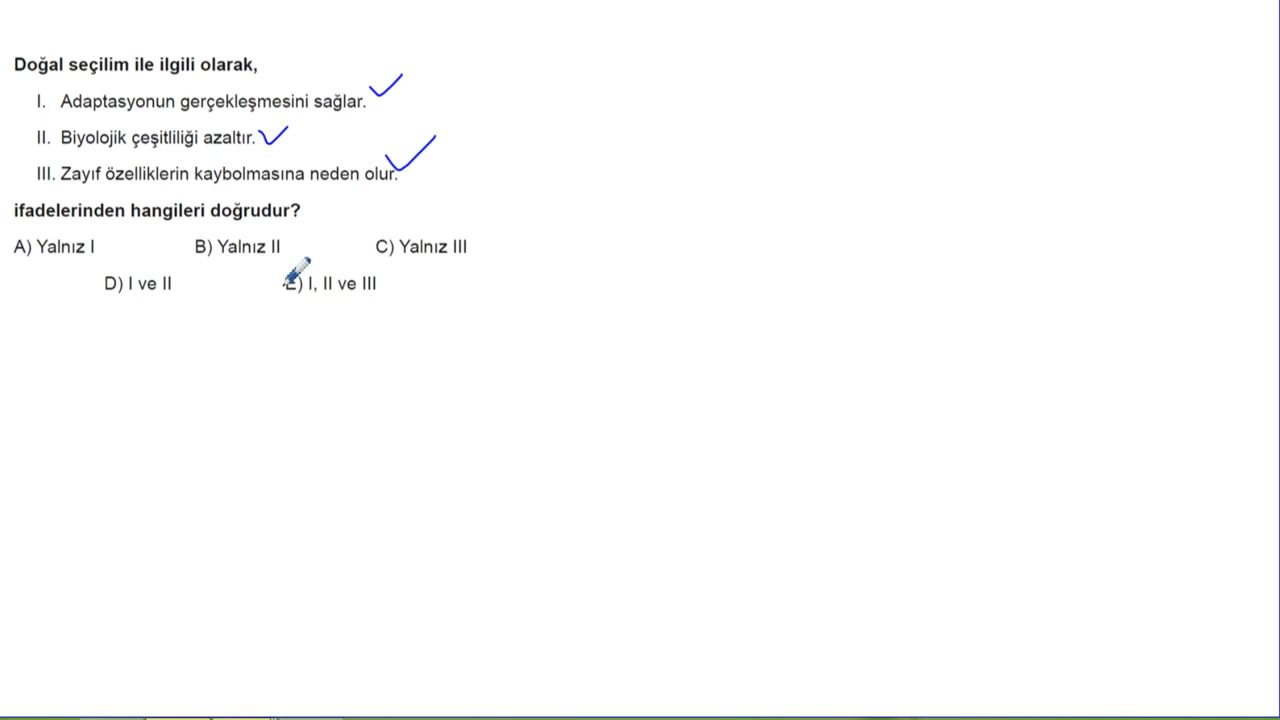 Doğal seçilim ile ilgili olarak,
I. Adaptasyonun gerçekleşmesini sağlar.
II. Biyolojik çeşitliliği azaltır.
III. Zayıf özelliklerin kaybolmasına neden olur.
ifadelerinden hangileri doğrudur?
A) Yalnız I B) Yalnız II C) Yalnız III
D) I ve II E) I, II ve III